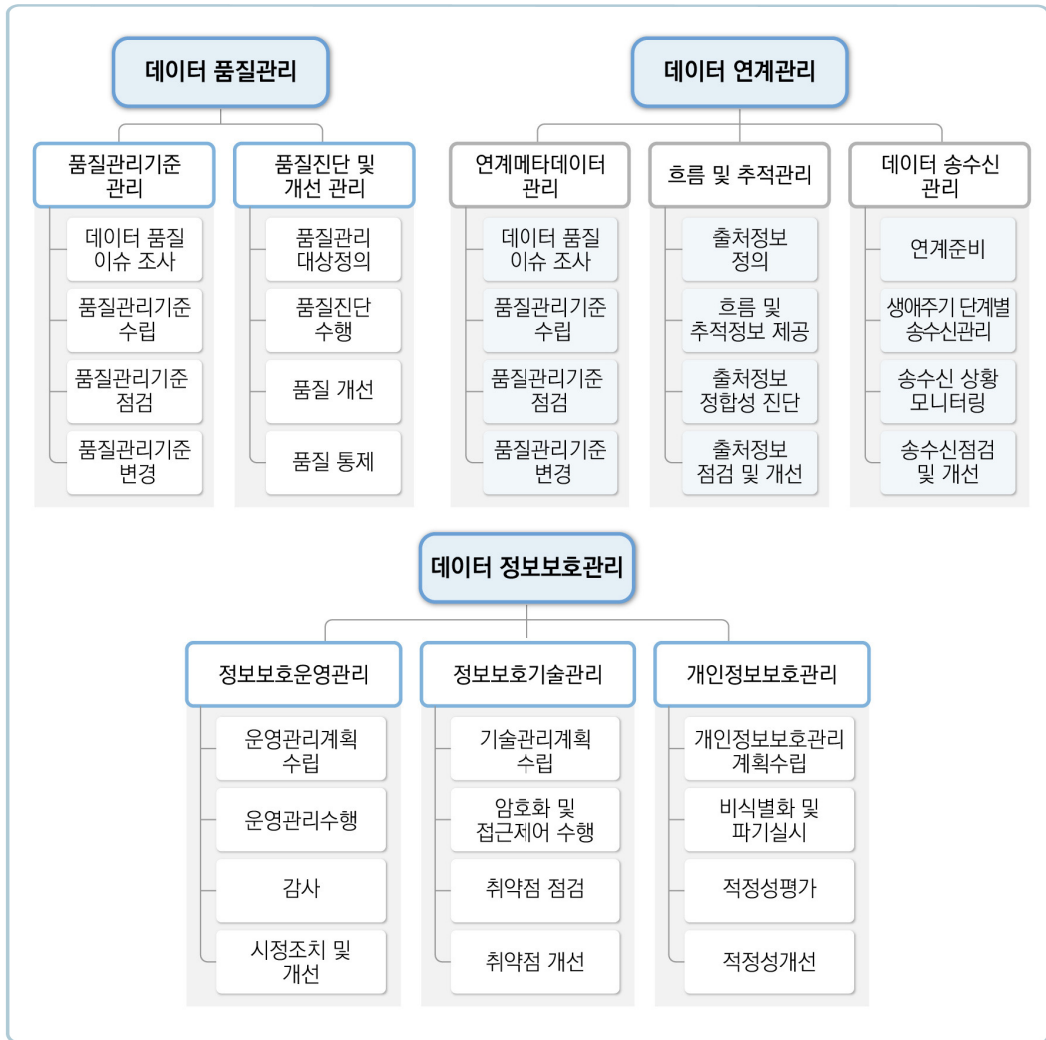 데이터 품질관리
품질관리기준
관리
데이터 품질
이슈 조사
품질관리기준
수립
품질관리기준
점검
품질관리기준
변경
품질진단 및
개선 관리
품질관리
대상정의
품질진단
수행
품질 개선
품질 통제
데이터 연계관리
연계메타데이터
관리
데이터 품질
이슈 조사
품질관리기준
수립
품질관리기준
점검
품질관리기준
변경
흐름 및 추적관리
출처정보
정의
흐름 및
추적정보 제공
출처정보
정합성 진단
출처정보
점검 및 개선
데이터 송수신
관리
연계준비
생애주기 단계별
송수신관리
송수신 상황
모니터링
송수신점검
및 개선
데이터 정보보호관리
정보보호운영관리
운영관리계획
수립
운영관리수행
감사
시정조치 및
개선
정보보호기술관리
기술관리계획
수립
암호화 및
접근제어 수행
취약점 점검
취약점 개선
개인정보보호관리
개인정보보호관리
계획수립
비식별화 및
파기실시
적정성평가
적정성개선